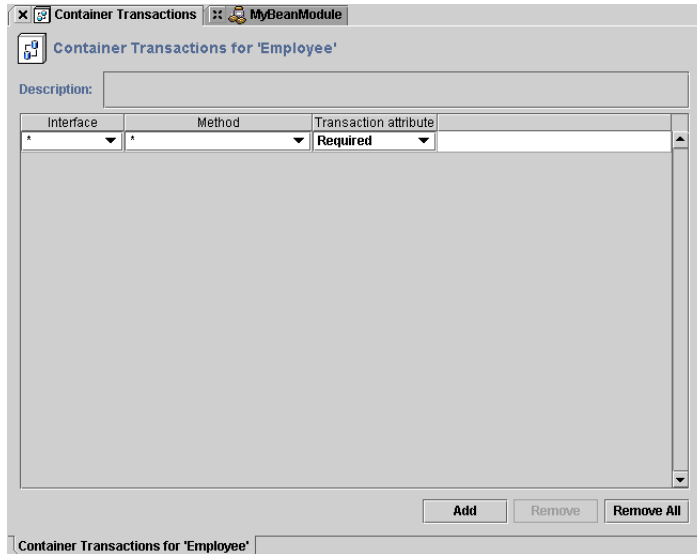 Container Transactions MyBeanModule
Container Transactions for 'Employee'
Description:
Interface Method Transaction attribute
* * Required
Add Remove Remove All
Container Transactions for 'Employee'